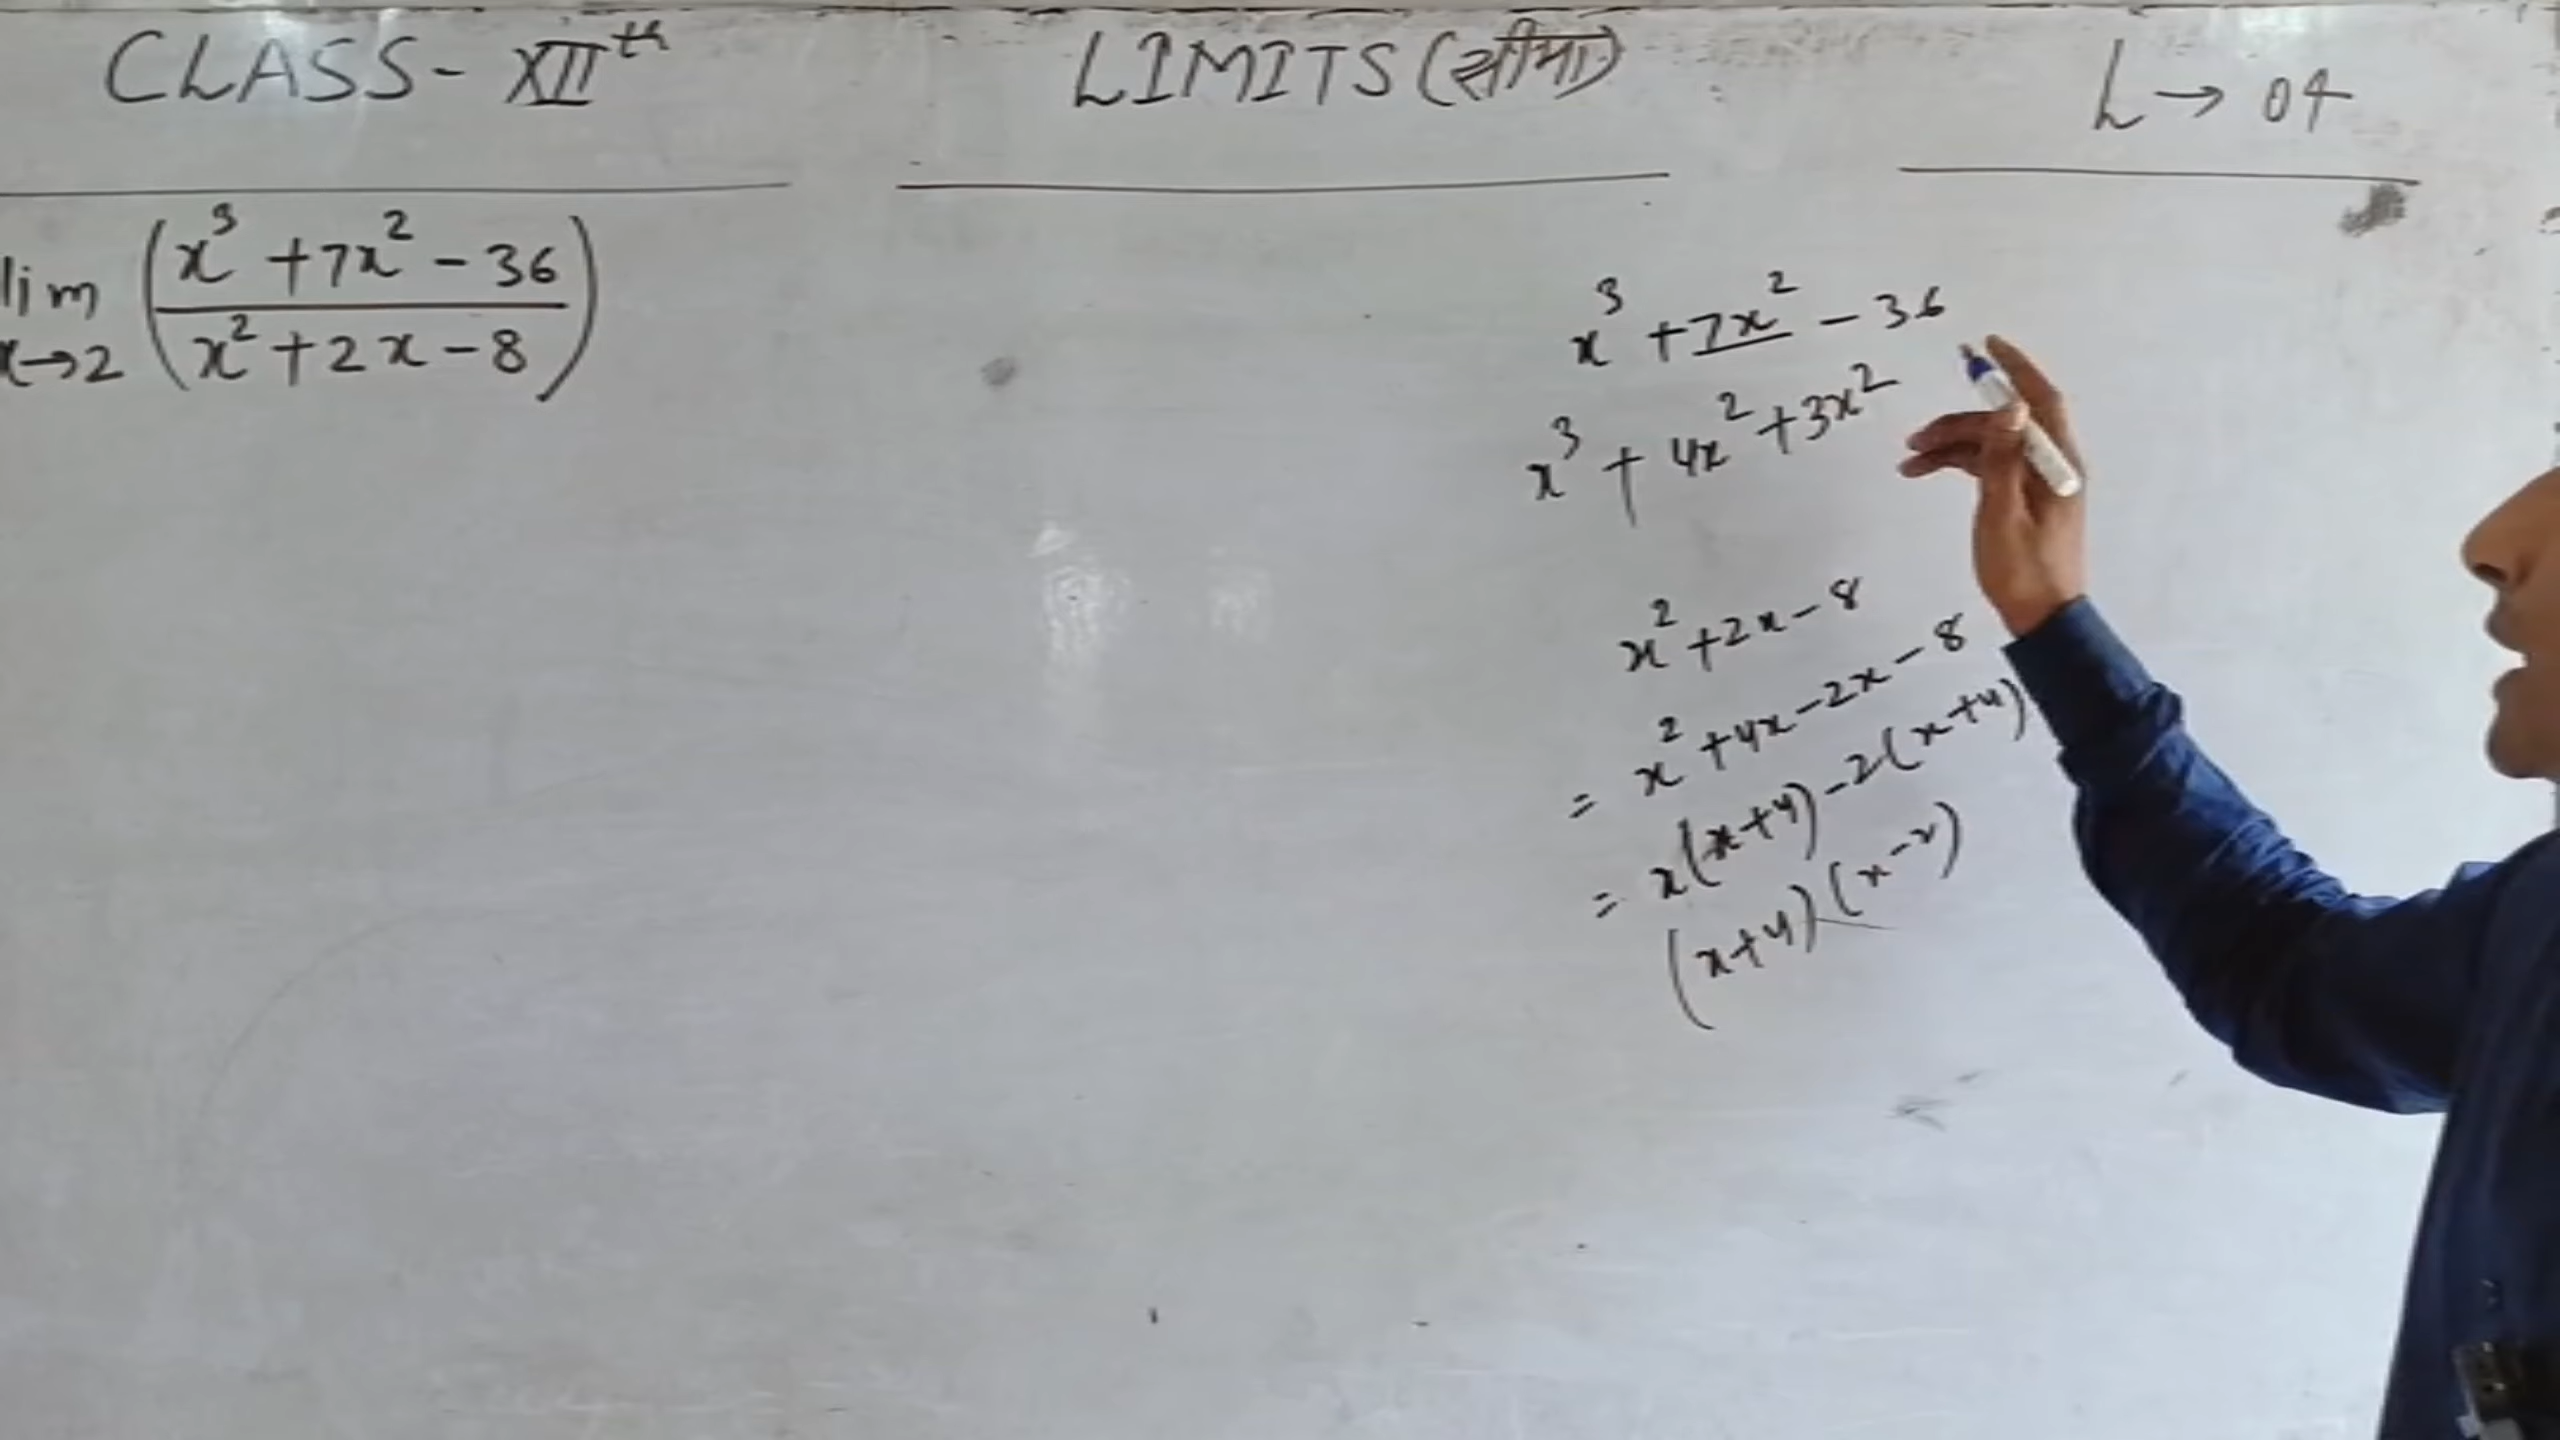 CLASS - XIIth
LIMITS (सीमा)
L → 04
lim x→2 (x³ + 7x² - 36 / x² + 2x - 8)
x³ + 7x² - 36
x³ + 4x² + 3x²
x² + 2x - 8
= x² + 4x - 2x - 8
= x(x+4) - 2(x+4)
(x+4)(x-2)